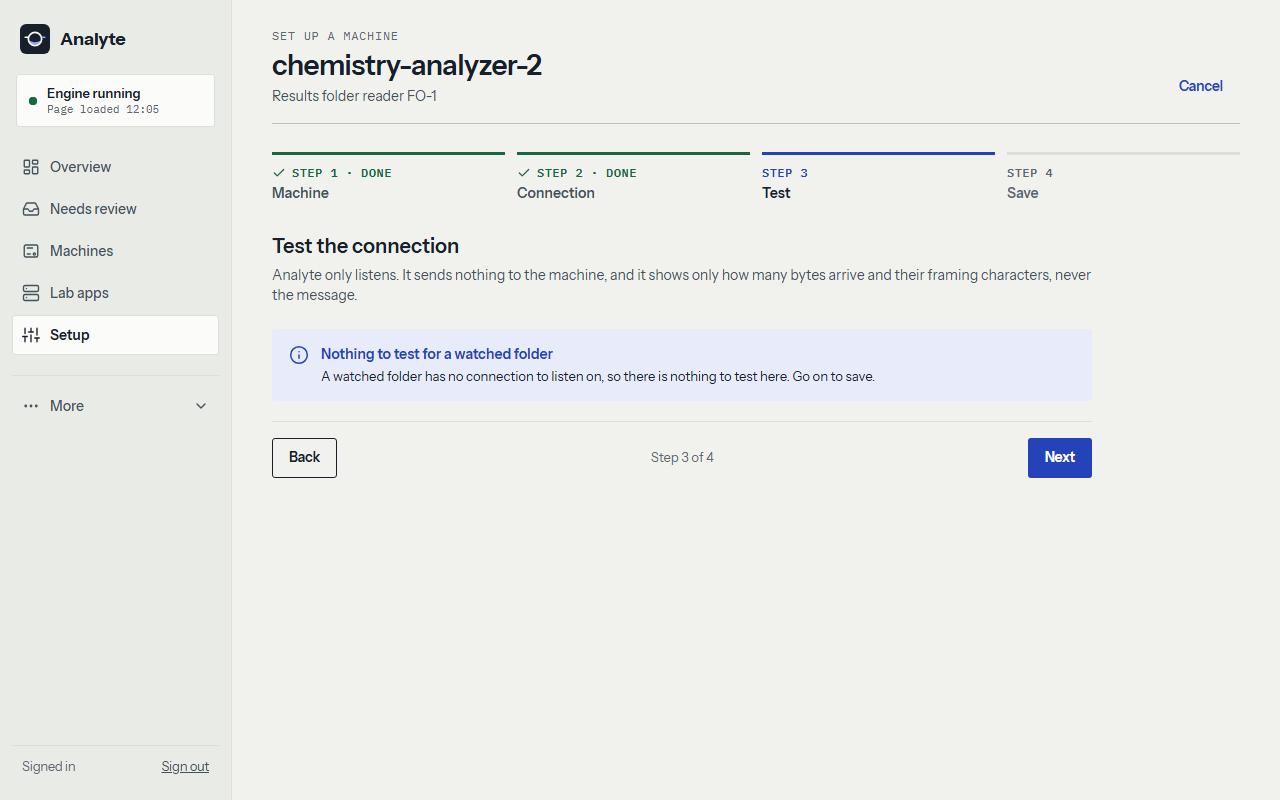 Analyte
Engine running
Page loaded 12:05
Overview
Needs review
Machines
Lab apps
Setup
More
Signed in
Sign out
SET UP A MACHINE
chemistry-analyzer-2
Results folder reader FO-1
Cancel
STEP 1 · DONE
Machine
STEP 2 · DONE
Connection
STEP 3
Test
STEP 4
Save
Test the connection
Analyte only listens. It sends nothing to the machine, and it shows only how many bytes arrive and their framing characters, never
the message.
Nothing to test for a watched folder
A watched folder has no connection to listen on, so there is nothing to test here. Go on to save.
Back
Step 3 of 4
Next